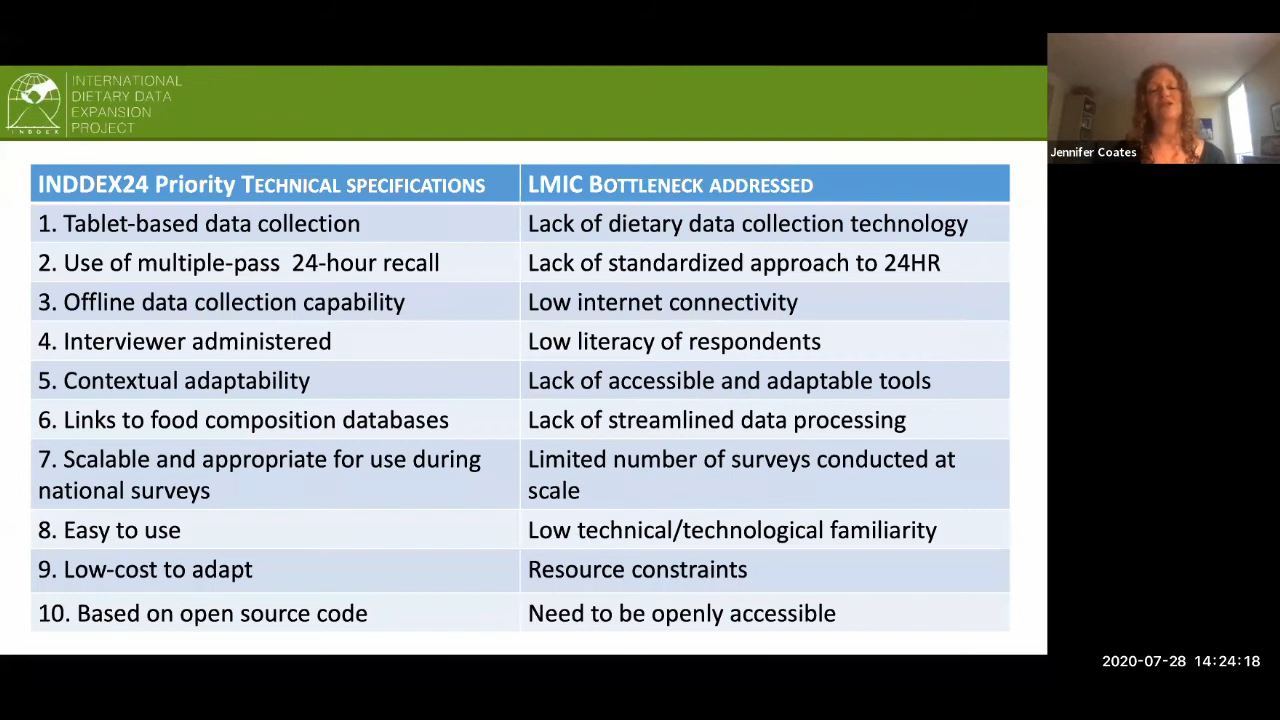 INTERNATIONAL
DIETARY DATA
EXPANSION
PROJECT
INDDEX
Jennifer Coates
INDDEX24 Priority TECHNICAL SPECIFICATIONS
LMIC BOTTLENECK ADDRESSED
1. Tablet-based data collection
Lack of dietary data collection technology
2. Use of multiple-pass 24-hour recall
Lack of standardized approach to 24HR
3. Offline data collection capability
Low internet connectivity
4. Interviewer administered
Low literacy of respondents
5. Contextual adaptability
Lack of accessible and adaptable tools
6. Links to food composition databases
Lack of streamlined data processing
7. Scalable and appropriate for use during
national surveys
Limited number of surveys conducted at
scale
8. Easy to use
Low technical/technological familiarity
9. Low-cost to adapt
Resource constraints
10. Based on open source code
Need to be openly accessible
2020-07-28 14:24:18